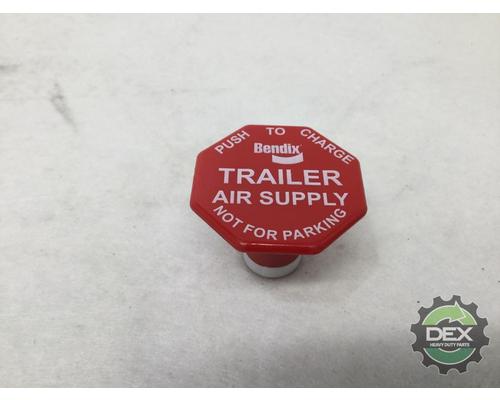 PUSH TO CHARGE
Bendix
TRAILER
AIR SUPPLY
NOT FOR PARKING
DEX
HEAVY DUTY PARTS